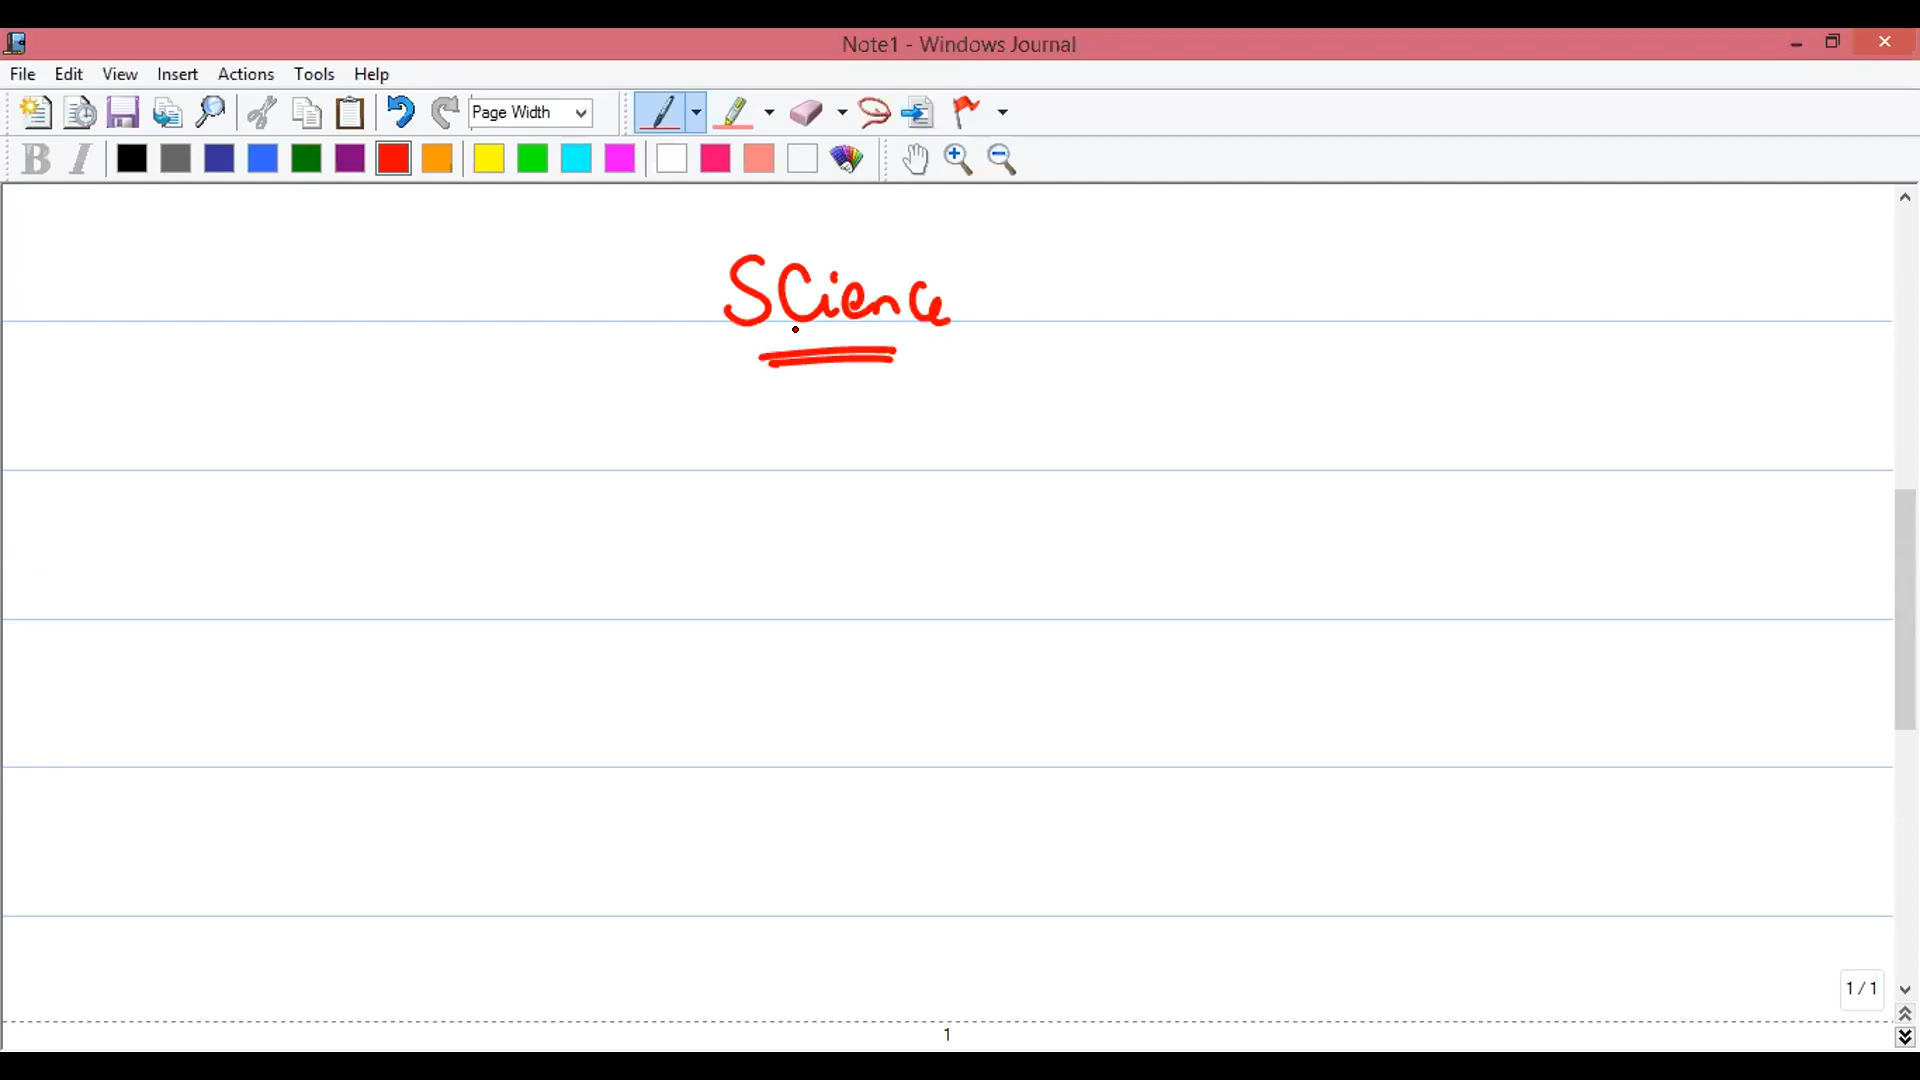 Note1 - Windows Journal
File Edit View Insert Actions Tools Help
Page Width
B I
SCience
1 / 1
1